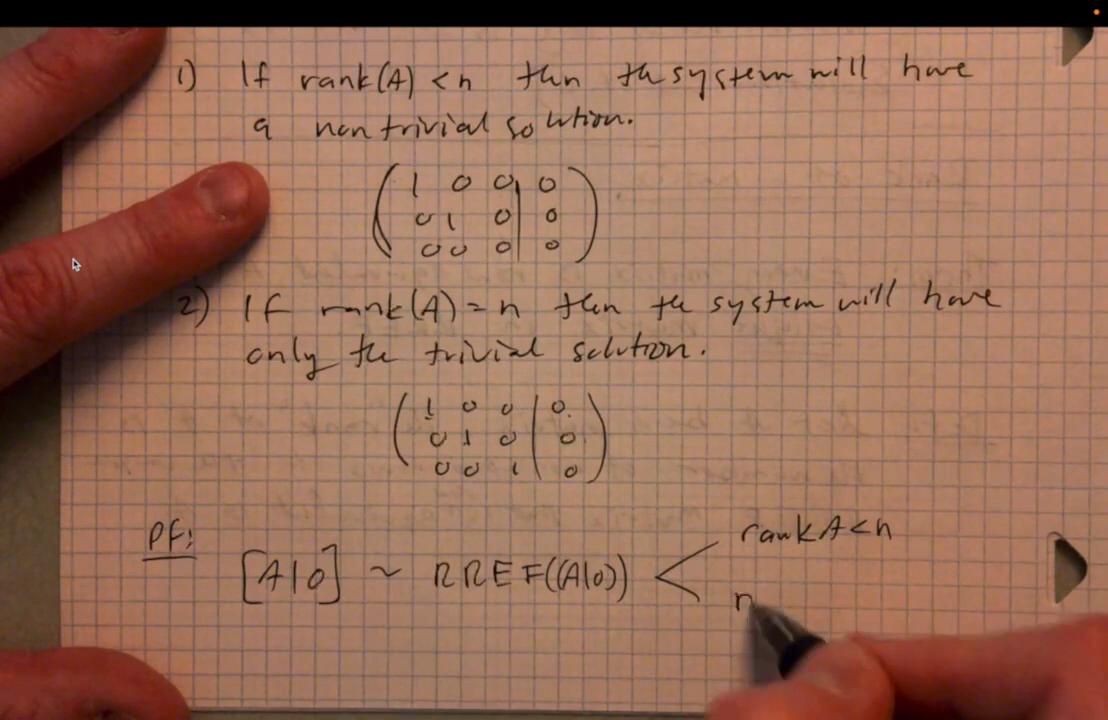 1) If rank(A) < n then the system will have
a nontrivial solution.
( 1 0 0 | 0 )
0 1 0 | 0
0 0 0 | 0
2) If rank(A) = n then the system will have
only the trivial solution.
( 1 0 0 | 0 )
0 1 0 | 0
0 0 1 | 0
PF:
rank A < n
[A|0] ~ RREF((A|0)) <
r